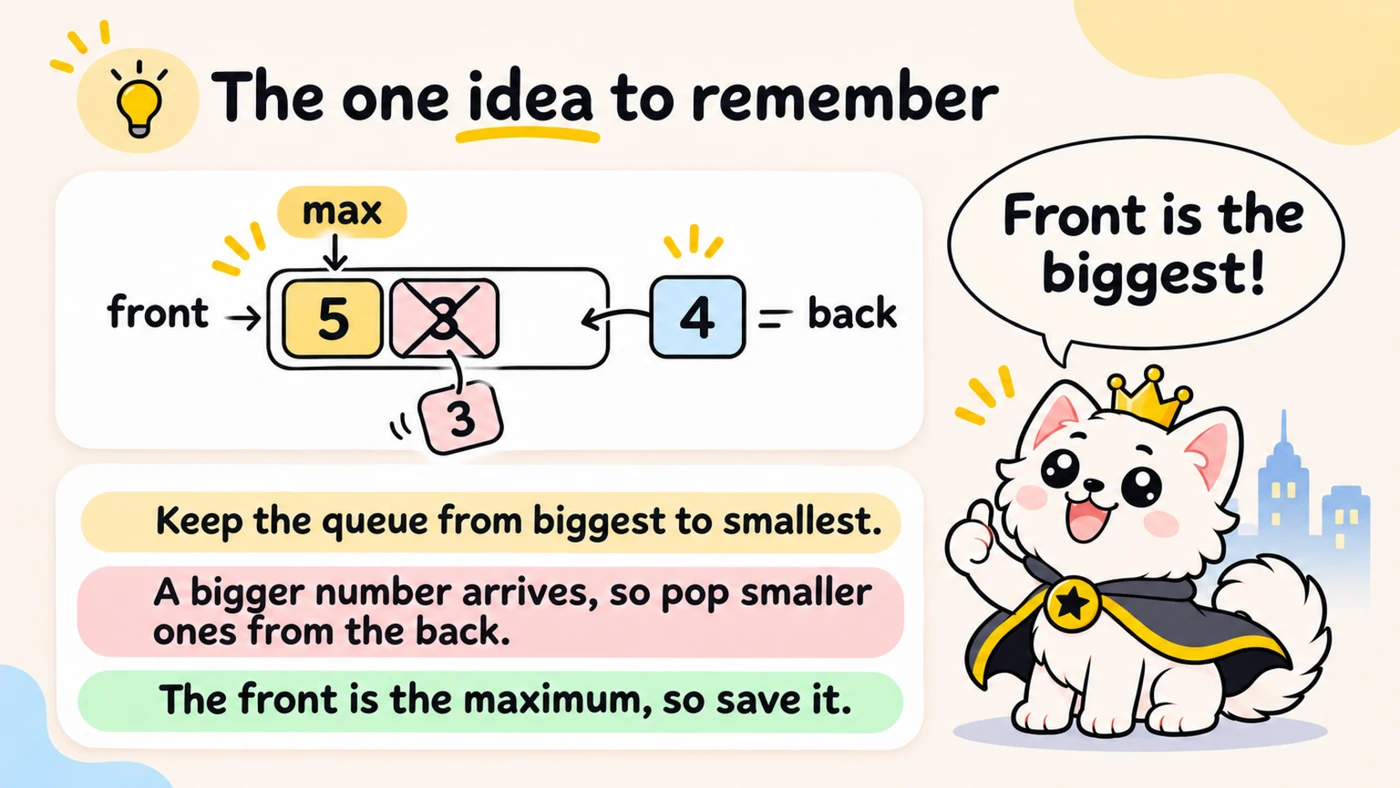 The one idea to remember
max
front
5
3
4
=
back
3
Keep the queue from biggest to smallest.
A bigger number arrives, so pop smaller
ones from the back.
The front is the maximum, so save it.
Front is the
biggest!